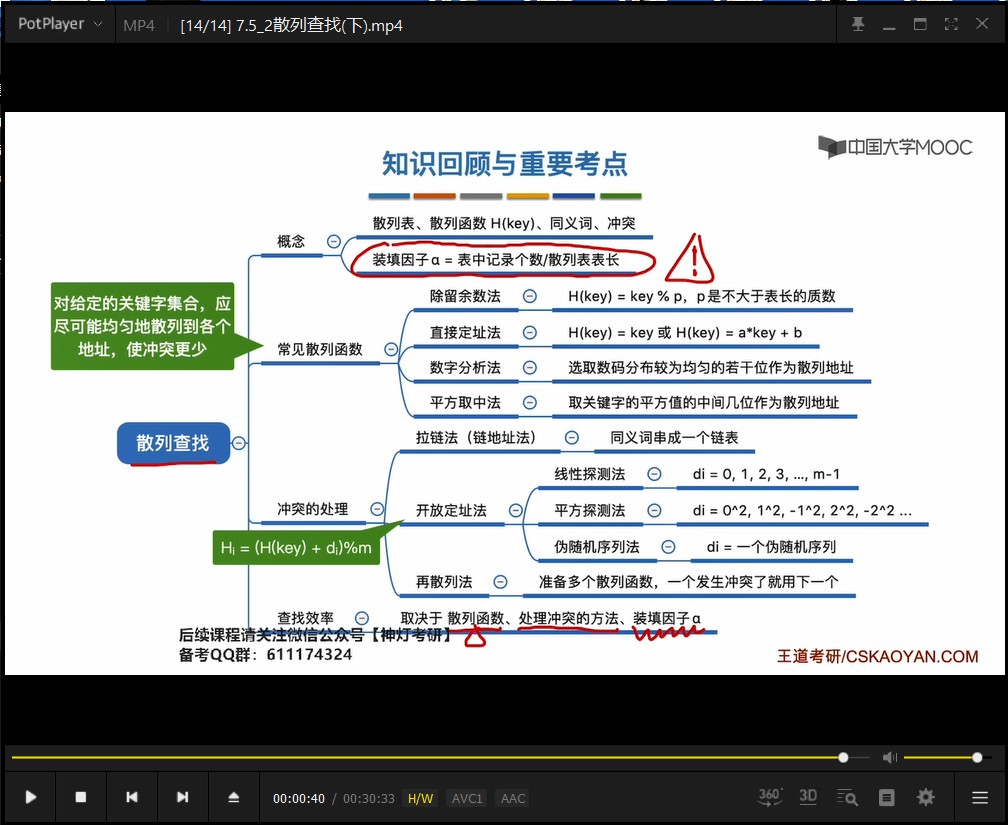 PotPlayer MP4 [14/14] 7.5_2散列查找(下).mp4
中国大学MOOC
知识回顾与重要考点
散列表、散列函数 H(key)、同义词、冲突
概念
装填因子α = 表中记录个数/散列表表长
对给定的关键字集合，应
尽可能均匀地散列到各个
地址，使冲突更少
除留余数法 H(key) = key % p，p是不大于表长的质数
直接定址法 H(key) = key 或 H(key) = a*key + b
常见散列函数
数字分析法 选取数码分布较为均匀的若干位作为散列地址
平方取中法 取关键字的平方值的中间几位作为散列地址
散列查找
拉链法（链地址法） 同义词串成一个链表
线性探测法 di = 0, 1, 2, 3, ..., m-1
冲突的处理
开放定址法
平方探测法 di = 0^2, 1^2, -1^2, 2^2, -2^2 ...
Hᵢ = (H(key) + dᵢ)%m
伪随机序列法 di = 一个伪随机序列
再散列法 准备多个散列函数，一个发生冲突了就用下一个
查找效率 取决于 散列函数、处理冲突的方法、装填因子α
后续课程请关注微信公众号【神灯考研】
备考QQ群：611174324
王道考研/CSKAOYAN.COM
00:00:40 / 00:30:33 H/W AVC1 AAC
360° 3D